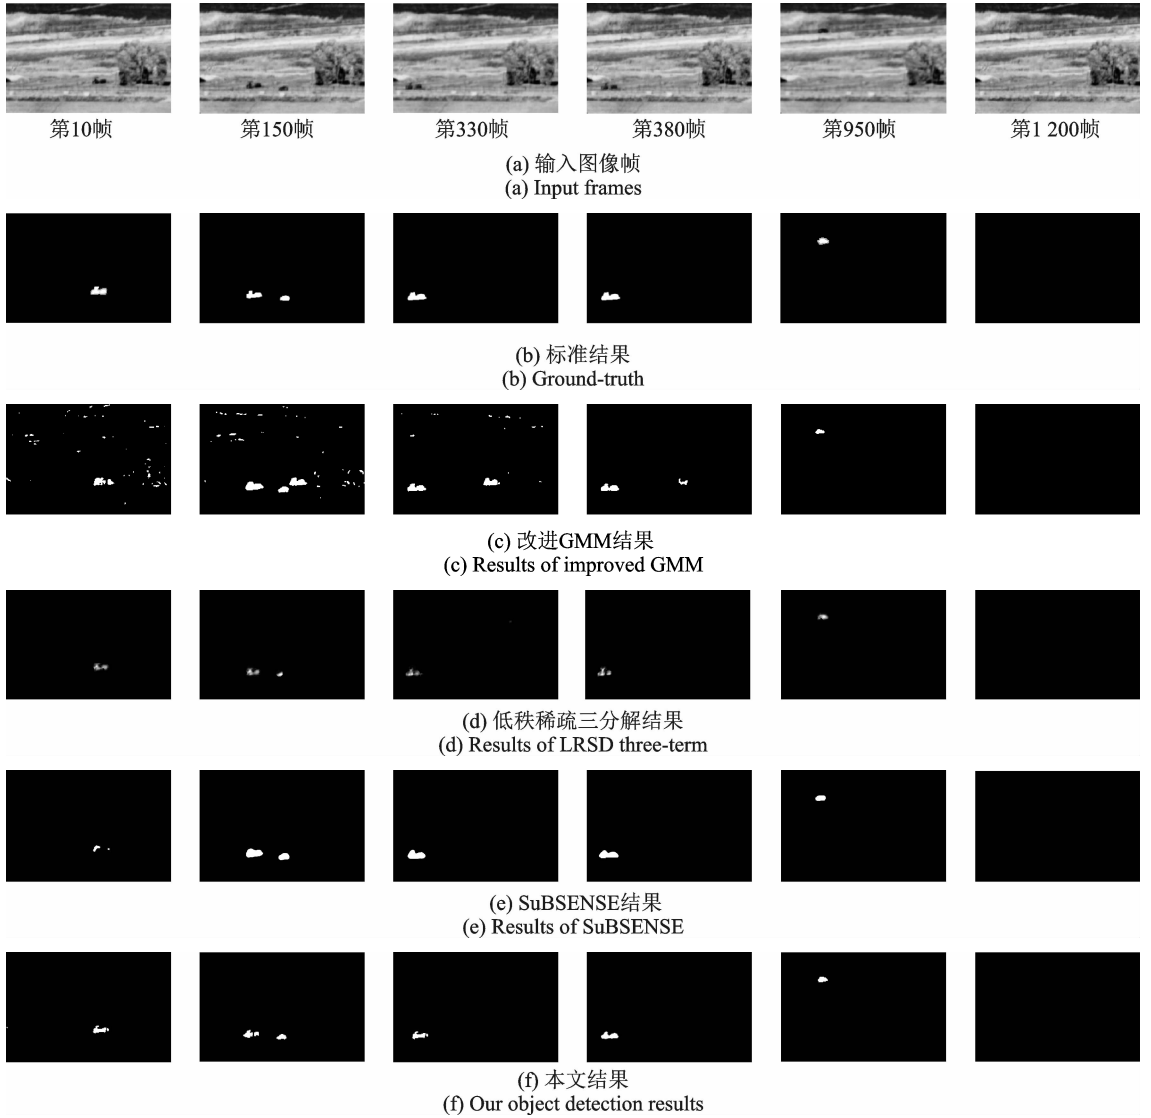 第10帧 第150帧 第330帧 第380帧 第950帧 第1 200帧
(a) 输入图像帧
(a) Input frames
(b) 标准结果
(b) Ground-truth
(c) 改进GMM结果
(c) Results of improved GMM
(d) 低秩稀疏三分解结果
(d) Results of LRSD three-term
(e) SuBSENSE结果
(e) Results of SuBSENSE
(f) 本文结果
(f) Our object detection results